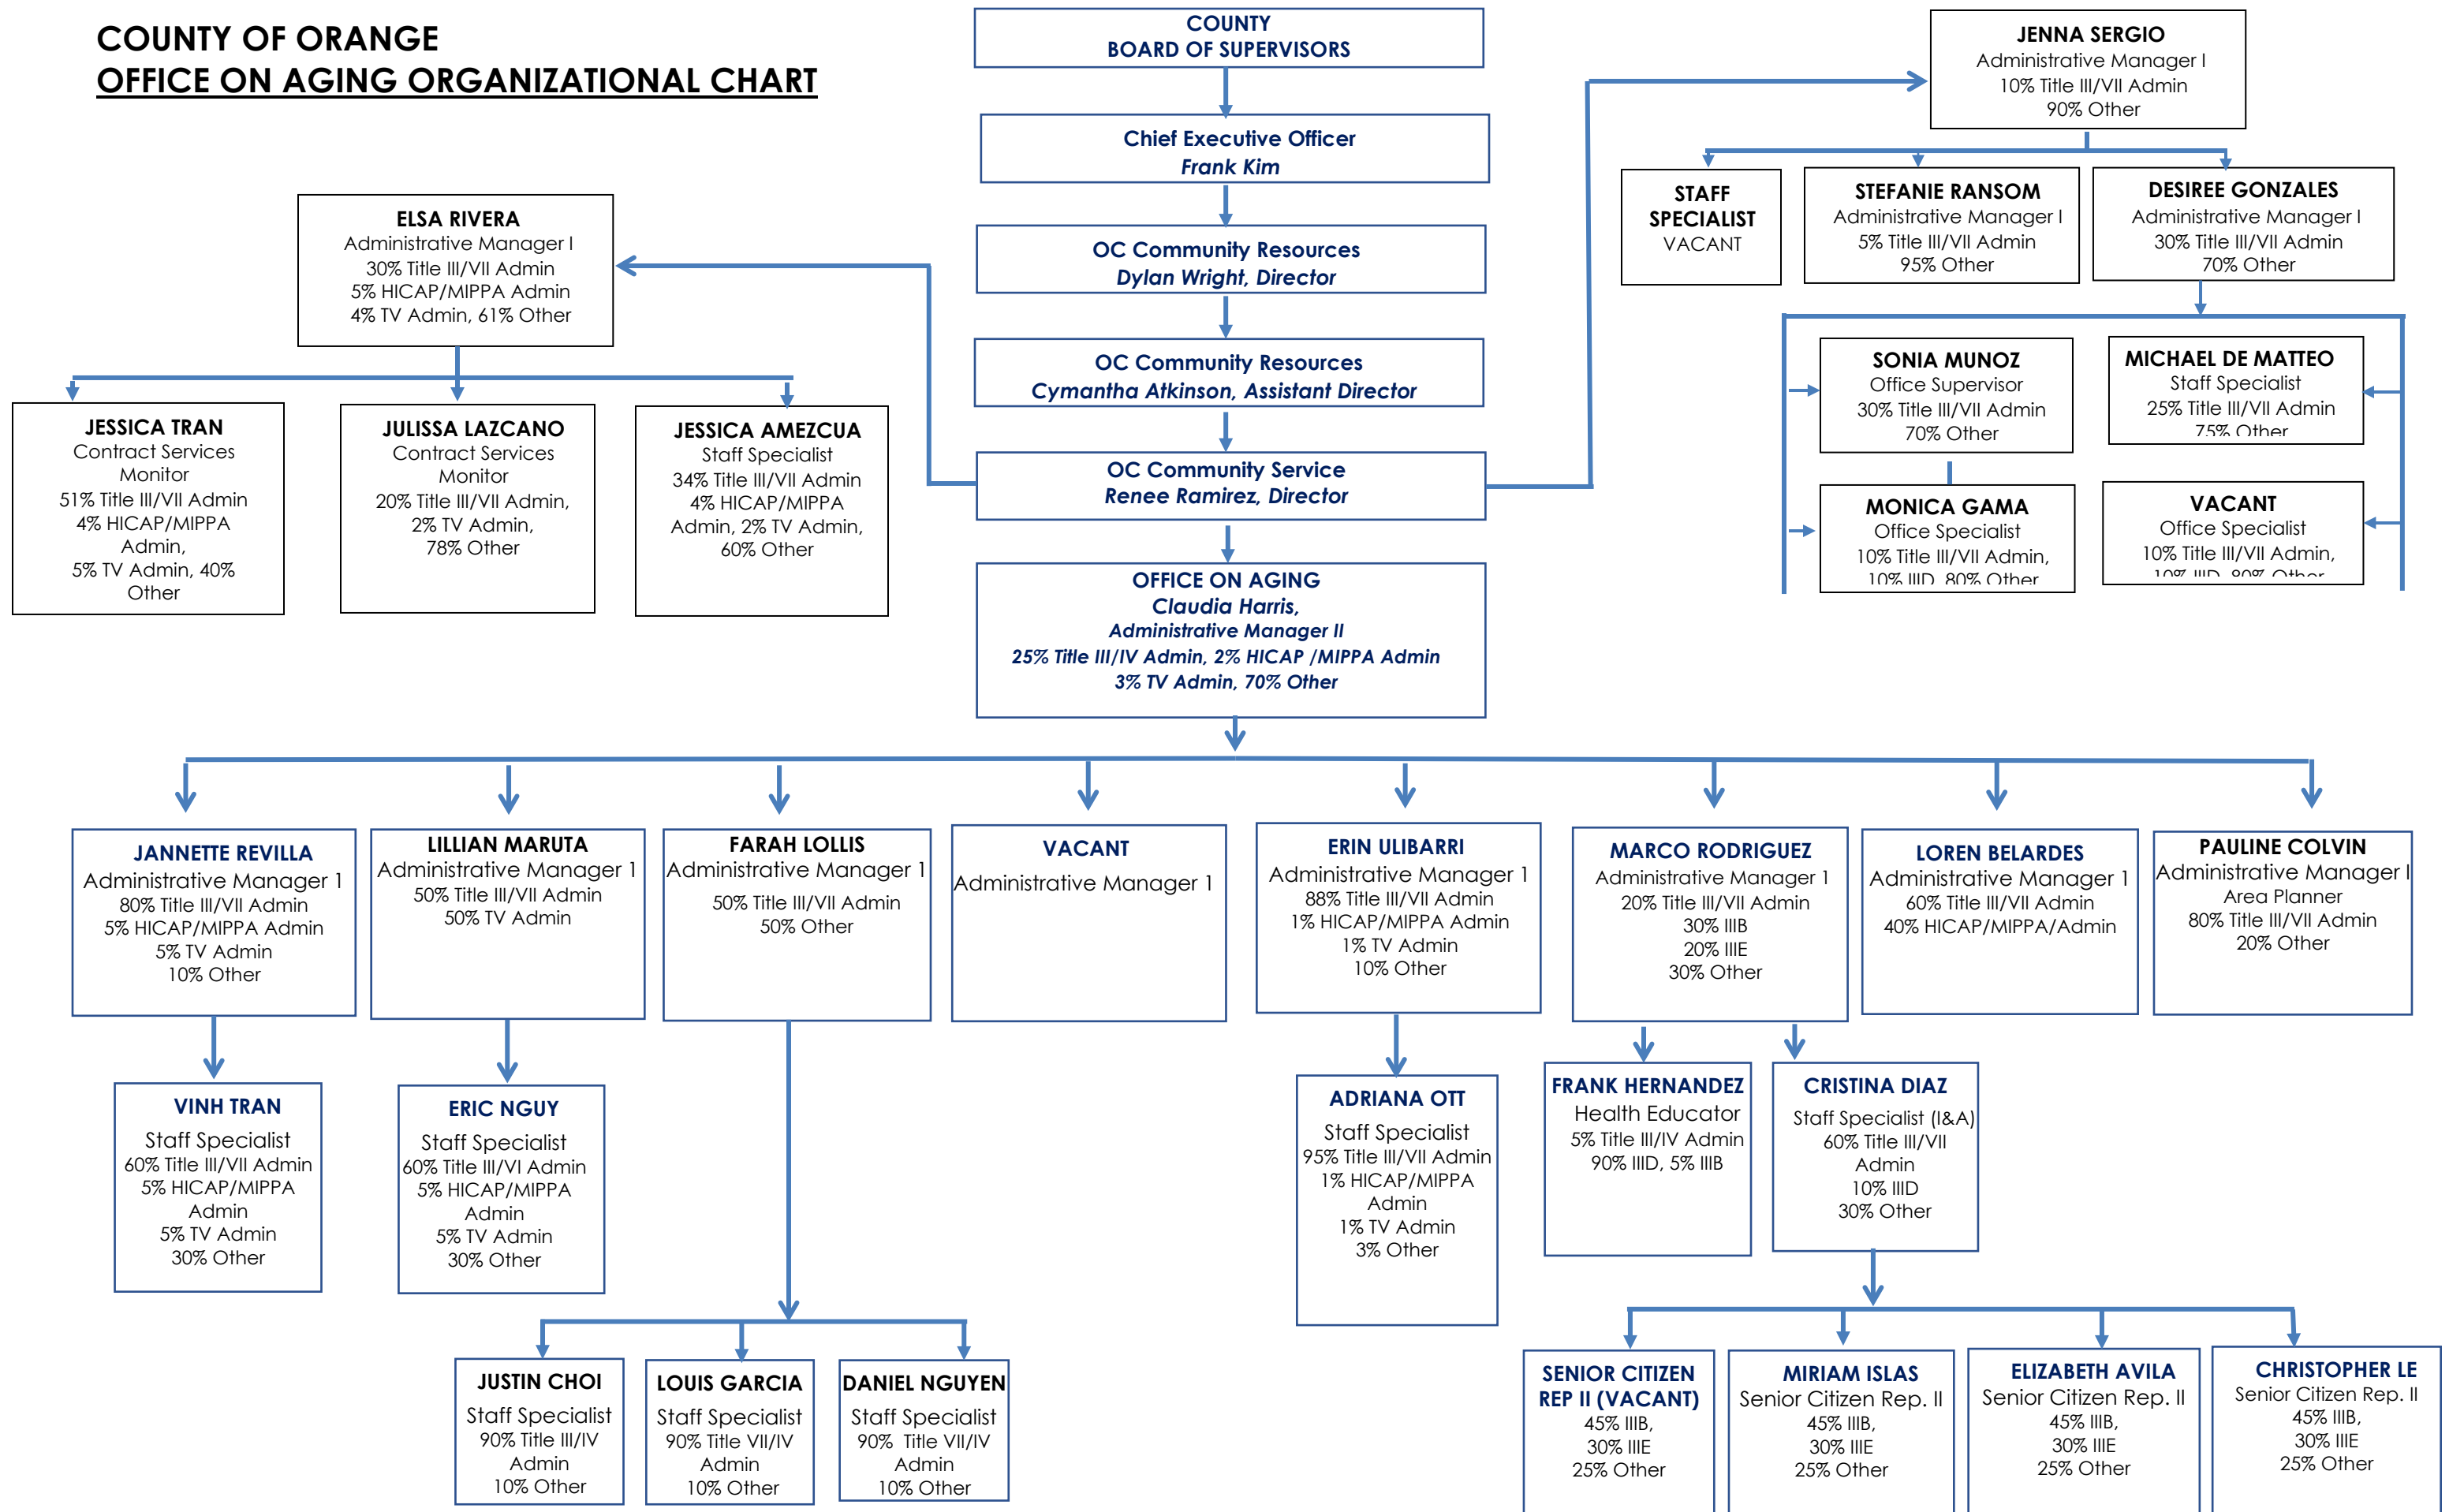 COUNTY OF ORANGE
OFFICE ON AGING ORGANIZATIONAL CHART
COUNTY
BOARD OF SUPERVISORS
Chief Executive Officer
Frank Kim
OC Community Resources
Dylan Wright, Director
OC Community Resources
Cymantha Atkinson, Assistant Director
OC Community Service
Renee Ramirez, Director
OFFICE ON AGING
Claudia Harris,
Administrative Manager II
25% Title III/IV Admin, 2% HICAP /MIPPA Admin
3% TV Admin, 70% Other
ELSA RIVERA
Administrative Manager I
30% Title III/VII Admin
5% HICAP/MIPPA Admin
4% TV Admin, 61% Other
JESSICA TRAN
Contract Services
Monitor
51% Title III/VII Admin
4% HICAP/MIPPA
Admin,
5% TV Admin, 40%
Other
JULISSA LAZCANO
Contract Services
Monitor
20% Title III/VII Admin,
2% TV Admin,
78% Other
JESSICA AMEZCUA
Staff Specialist
34% Title III/VII Admin
4% HICAP/MIPPA
Admin, 2% TV Admin,
60% Other
JENNA SERGIO
Administrative Manager I
10% Title III/VII Admin
90% Other
STAFF
SPECIALIST
VACANT
STEFANIE RANSOM
Administrative Manager I
5% Title III/VII Admin
95% Other
DESIREE GONZALES
Administrative Manager I
30% Title III/VII Admin
70% Other
SONIA MUNOZ
Office Supervisor
30% Title III/VII Admin
70% Other
MICHAEL DE MATTEO
Staff Specialist
25% Title III/VII Admin
75% Other
MONICA GAMA
Office Specialist
10% Title III/VII Admin,
10% IIID, 80% Other
VACANT
Office Specialist
10% Title III/VII Admin,
10% IIID, 80% Other
JANNETTE REVILLA
Administrative Manager 1
80% Title III/VII Admin
5% HICAP/MIPPA Admin
5% TV Admin
10% Other
LILLIAN MARUTA
Administrative Manager 1
50% Title III/VII Admin
50% TV Admin
FARAH LOLLIS
Administrative Manager 1
50% Title III/VII Admin
50% Other
VACANT
Administrative Manager 1
ERIN ULIBARRI
Administrative Manager 1
88% Title III/VII Admin
1% HICAP/MIPPA Admin
1% TV Admin
10% Other
MARCO RODRIGUEZ
Administrative Manager 1
20% Title III/VII Admin
30% IIIB
20% IIIE
30% Other
LOREN BELARDES
Administrative Manager 1
60% Title III/VII Admin
40% HICAP/MIPPA/Admin
PAULINE COLVIN
Administrative Manager I
Area Planner
80% Title III/VII Admin
20% Other
VINH TRAN
Staff Specialist
60% Title III/VII Admin
5% HICAP/MIPPA
Admin
5% TV Admin
30% Other
ERIC NGUY
Staff Specialist
60% Title III/VI Admin
5% HICAP/MIPPA
Admin
5% TV Admin
30% Other
ADRIANA OTT
Staff Specialist
95% Title III/VII Admin
1% HICAP/MIPPA
Admin
1% TV Admin
3% Other
FRANK HERNANDEZ
Health Educator
5% Title III/IV Admin
90% IIID, 5% IIIB
CRISTINA DIAZ
Staff Specialist (I&A)
60% Title III/VII
Admin
10% IIID
30% Other
JUSTIN CHOI
Staff Specialist
90% Title III/IV
Admin
10% Other
LOUIS GARCIA
Staff Specialist
90% Title VII/IV
Admin
10% Other
DANIEL NGUYEN
Staff Specialist
90% Title VII/IV
Admin
10% Other
SENIOR CITIZEN
REP II (VACANT)
45% IIIB,
30% IIIE
25% Other
MIRIAM ISLAS
Senior Citizen Rep. II
45% IIIB,
30% IIIE
25% Other
ELIZABETH AVILA
Senior Citizen Rep. II
45% IIIB,
30% IIIE
25% Other
CHRISTOPHER LE
Senior Citizen Rep. II
45% IIIB,
30% IIIE
25% Other